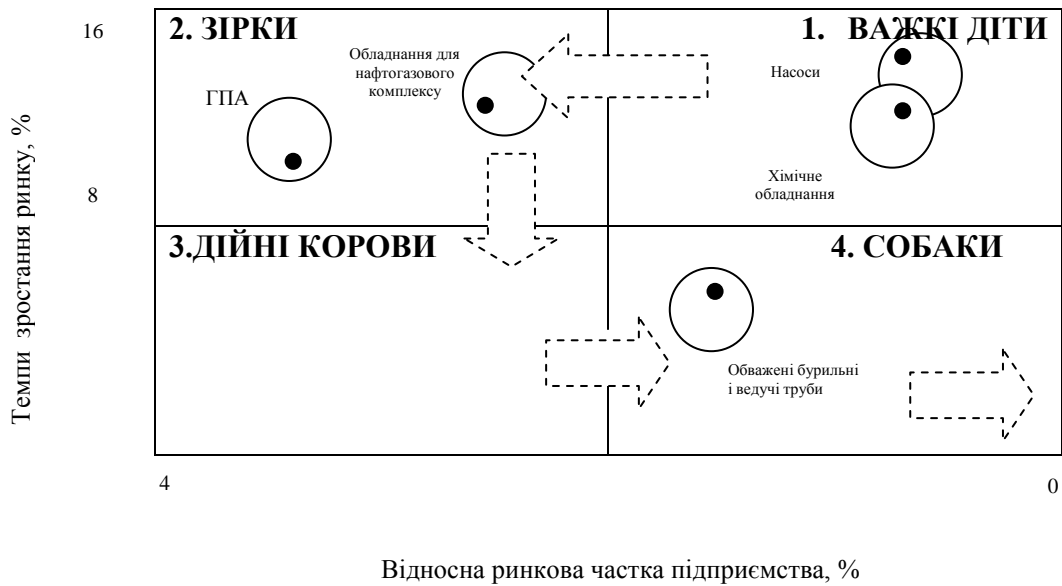 16
2. ЗІРКИ
1. ВАЖКІ ДІТИ
Обладнання для
нафтогазового
комплексу
Насоси
ГПА
Хімічне
обладнання
8
3.ДІЙНІ КОРОВИ
4. СОБАКИ
Обважені бурильні
і ведучі труби
Темпи зростання ринку, %
4
0
Відносна ринкова частка підприємства, %